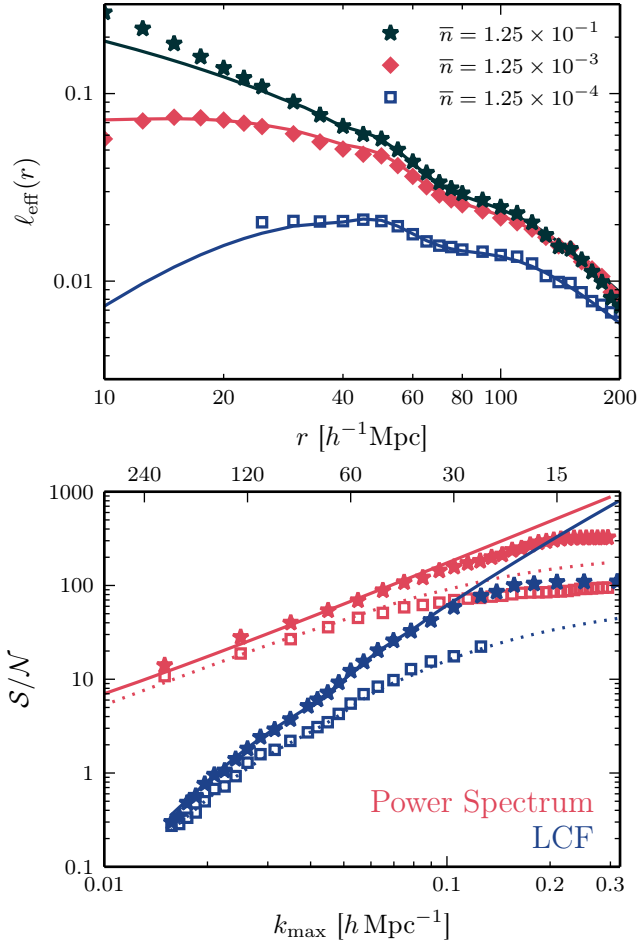 n̅ = 1.25 × 10⁻¹
n̅ = 1.25 × 10⁻³
n̅ = 1.25 × 10⁻⁴
0.1
0.01
ℓeff(r)
10 20 40 60 80 100 200
r [h⁻¹Mpc]
240 120 60 30 15
1000
100
10
1
0.1
S/N
Power Spectrum
LCF
0.01 0.1 0.2 0.3
kmax [h Mpc⁻¹]